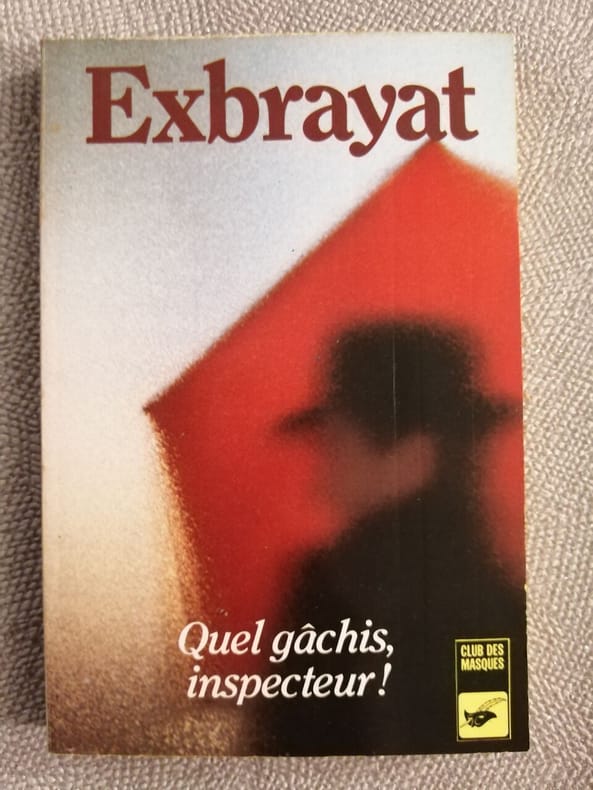 Exbrayat
Quel gâchis,
inspecteur !
CLUB DES
MASQUES